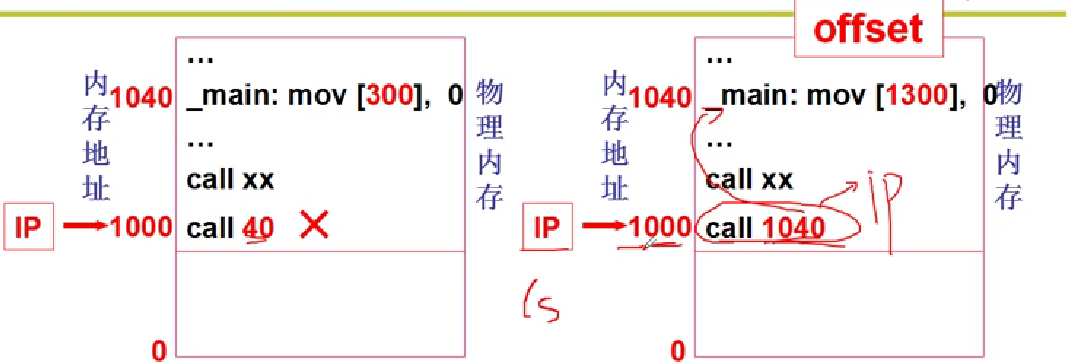 offset
内存地址
1040
...
_main: mov [300], 0
...
call xx
IP
1000
call 40
0
物理内存
内存地址
1040
...
_main: mov [1300], 0
...
call xx
IP
1000
call 1040
0
物理内存
ip